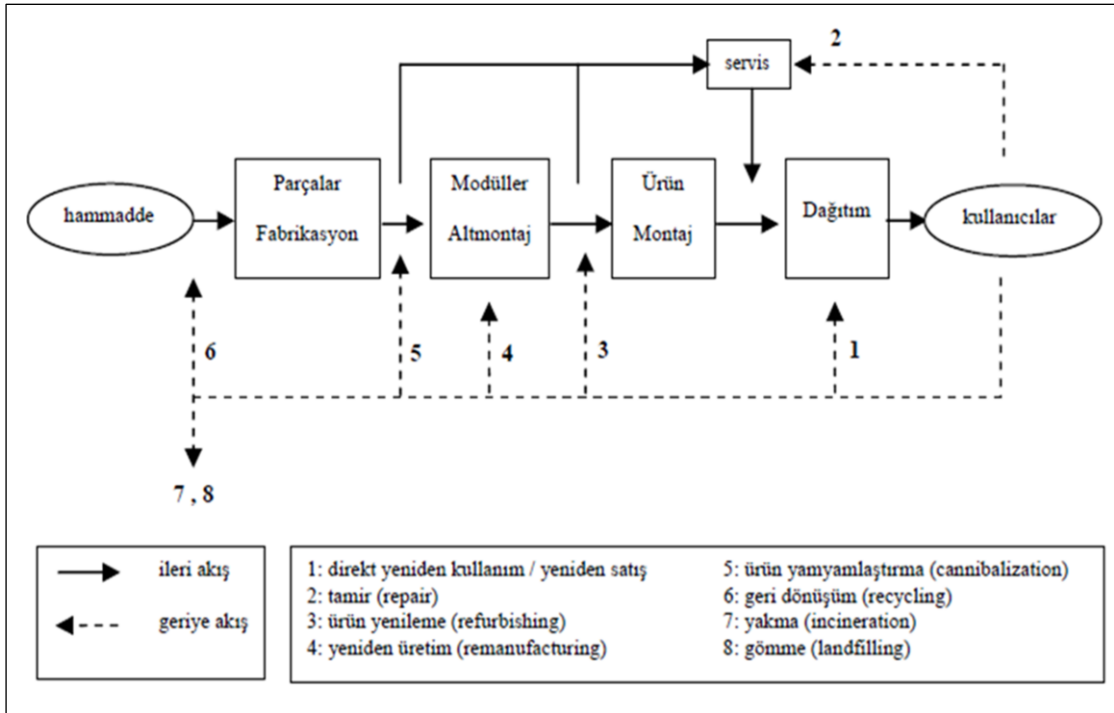 2
servis
Parçalar
Fabrikasyon
Modüller
Altmontaj
Ürün
Montaj
Dağıtım
hammadde
kullanıcılar
6
5
4
3
1
7 , 8
ileri akış
geriye akış
1: direkt yeniden kullanım / yeniden satış
2: tamir (repair)
3: ürün yenileme (refurbishing)
4: yeniden üretim (remanufacturing)
5: ürün yamyamlaştırma (cannibalization)
6: geri dönüşüm (recycling)
7: yakma (incineration)
8: gömme (landfilling)